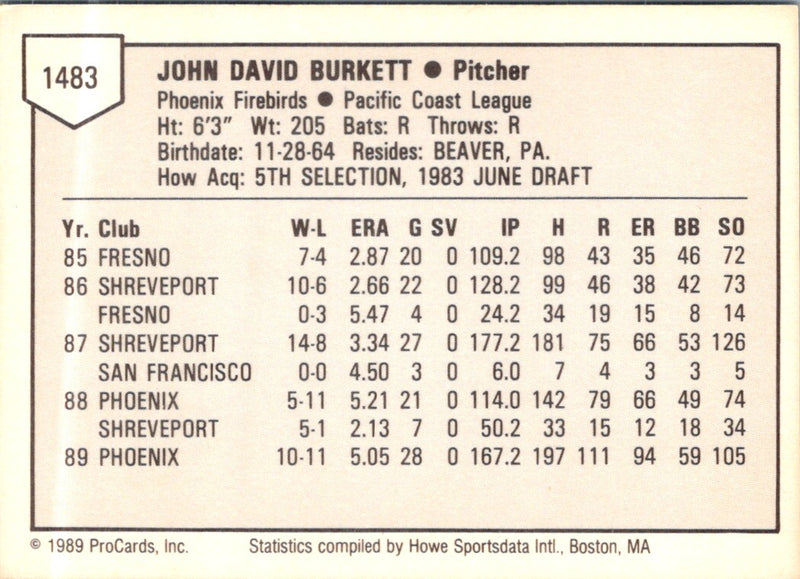 1483
JOHN DAVID BURKETT ● Pitcher
Phoenix Firebirds ● Pacific Coast League
Ht: 6'3" Wt: 205 Bats: R Throws: R
Birthdate: 11-28-64 Resides: BEAVER, PA.
How Acq: 5TH SELECTION, 1983 JUNE DRAFT
Yr. Club W-L ERA G SV IP H R ER BB SO
85 FRESNO 7-4 2.87 20 0 109.2 98 43 35 46 72
86 SHREVEPORT 10-6 2.66 22 0 128.2 99 46 38 42 73
FRESNO 0-3 5.47 4 0 24.2 34 19 15 8 14
87 SHREVEPORT 14-8 3.34 27 0 177.2 181 75 66 53 126
SAN FRANCISCO 0-0 4.50 3 0 6.0 7 4 3 3 5
88 PHOENIX 5-11 5.21 21 0 114.0 142 79 66 49 74
SHREVEPORT 5-1 2.13 7 0 50.2 33 15 12 18 34
89 PHOENIX 10-11 5.05 28 0 167.2 197 111 94 59 105
© 1989 ProCards, Inc. Statistics compiled by Howe Sportsdata Intl., Boston, MA